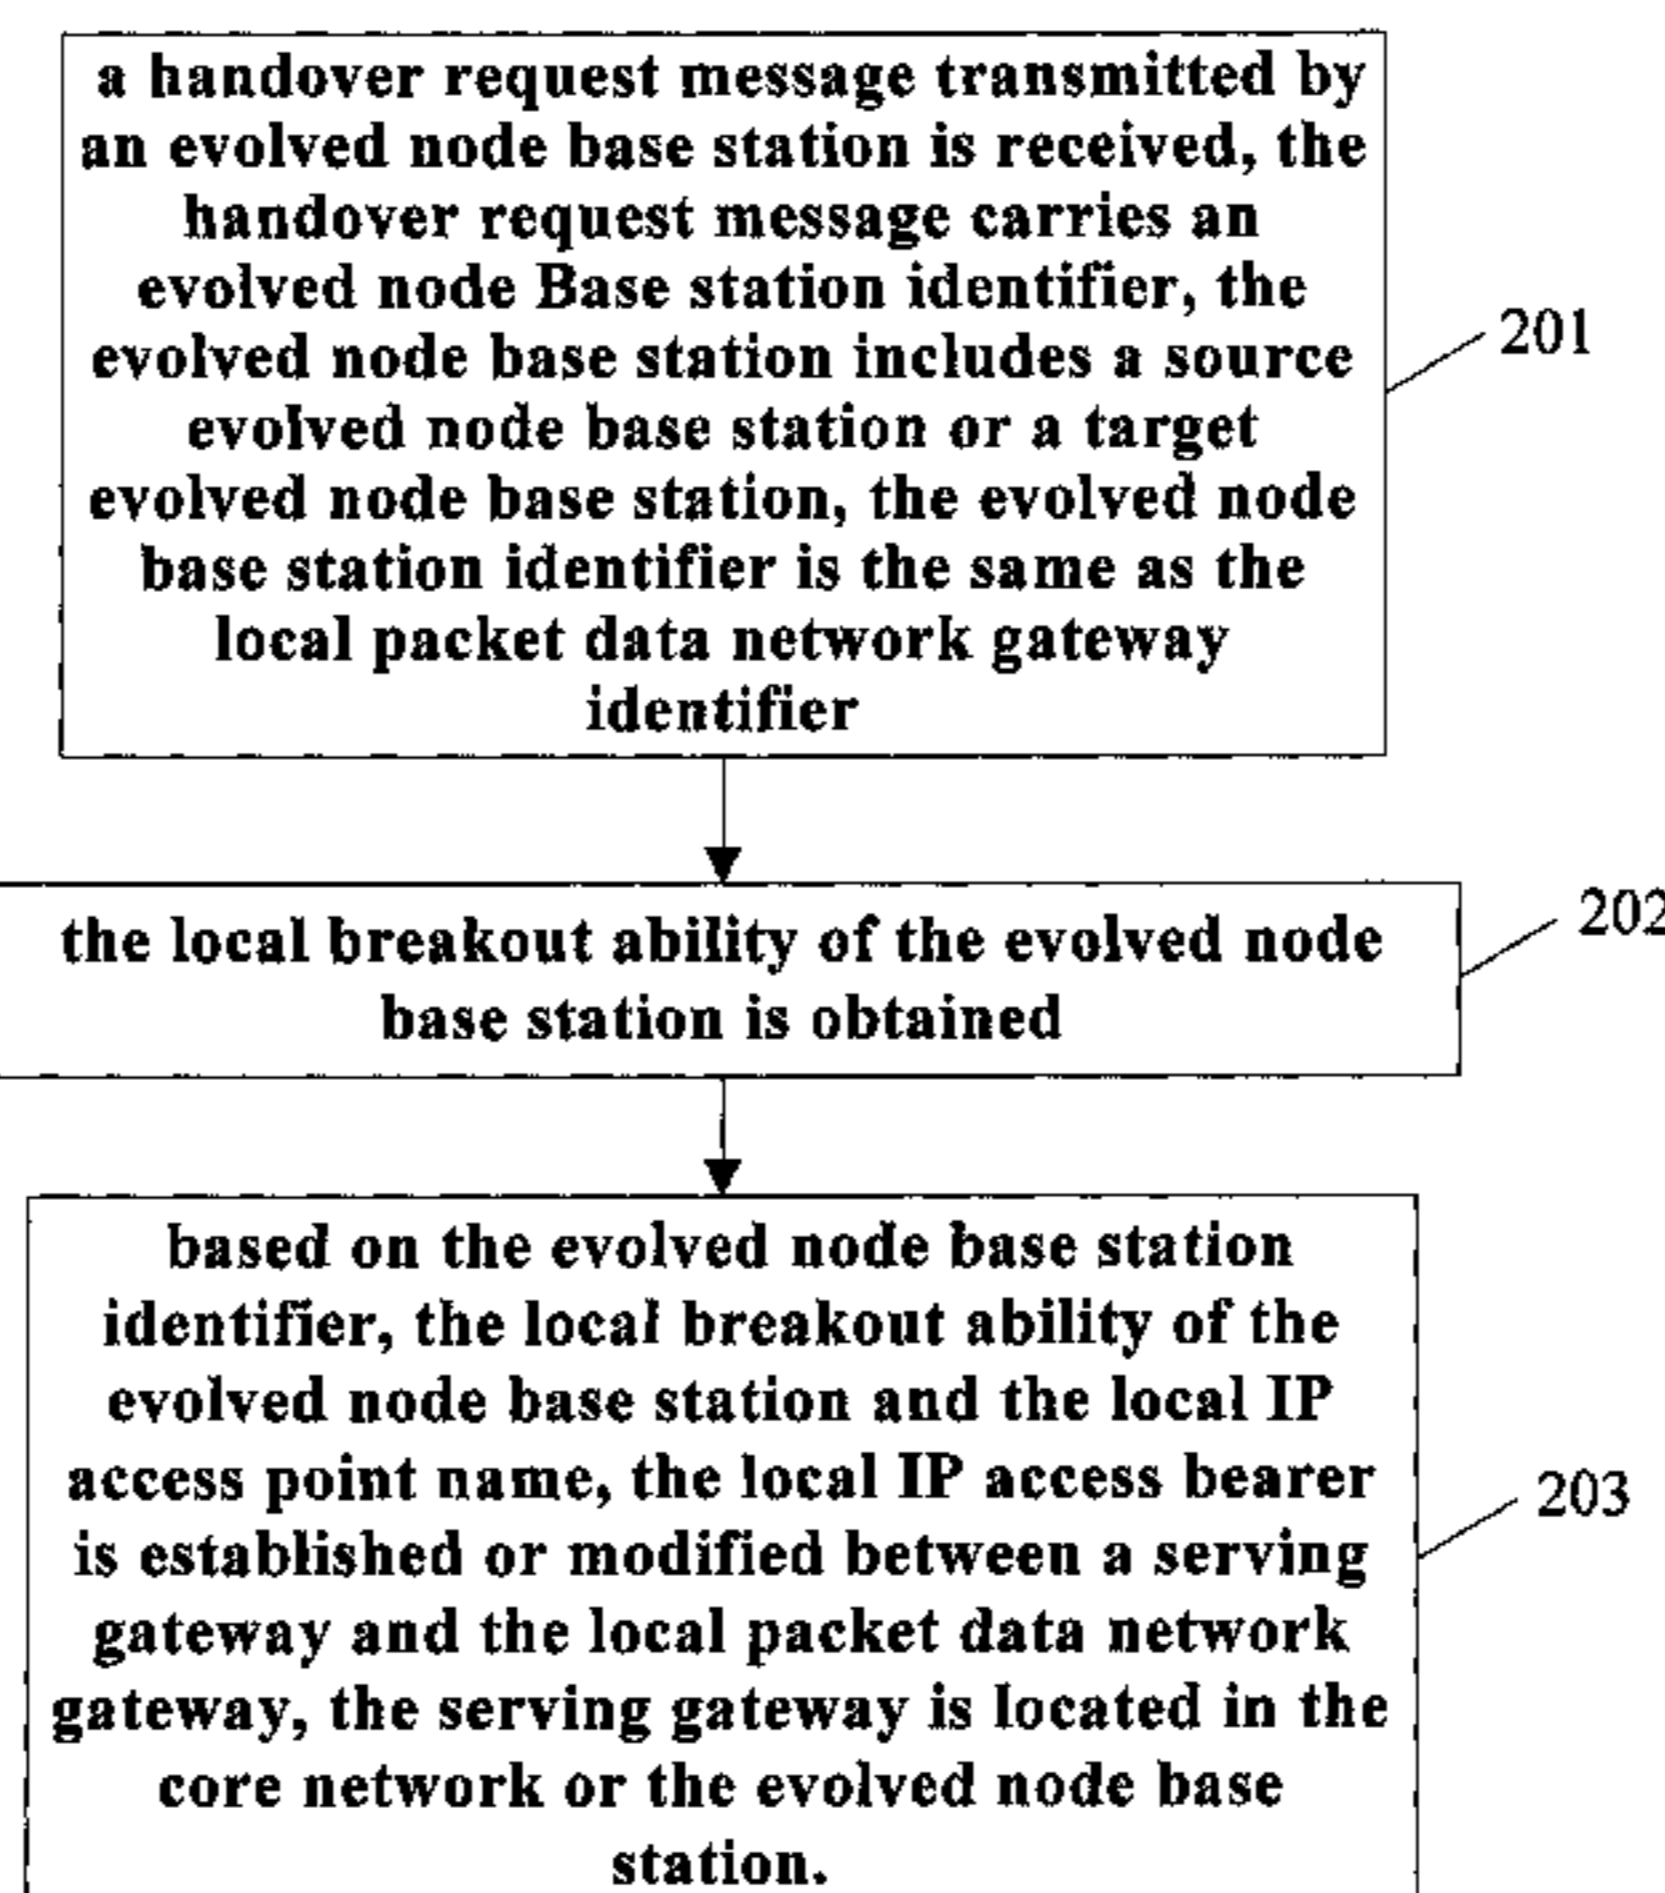 a handover request message transmitted by
an evolved node base station is received, the
handover request message carries an
evolved node Base station identifier, the
evolved node base station includes a source
evolved node base station or a target
evolved node base station, the evolved node
base station identifier is the same as the
local packet data network gateway
identifier
201
the local breakout ability of the evolved node
base station is obtained
202
based on the evolved node base station
identifier, the local breakout ability of the
evolved node base station and the local IP
access point name, the local IP access bearer
is established or modified between a serving
gateway and the local packet data network
gateway, the serving gateway is located in the
core network or the evolved node base
station.
203